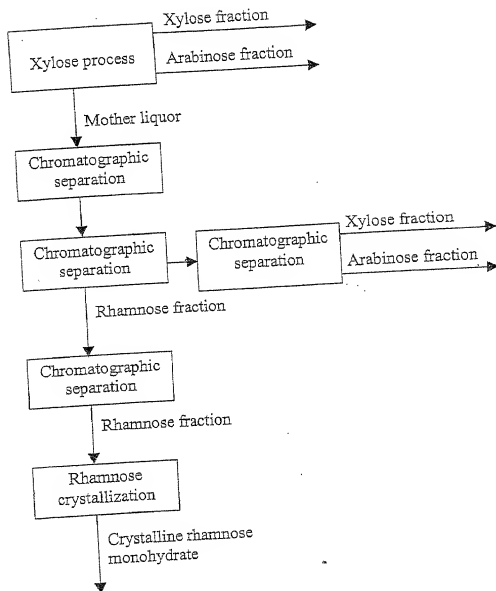 Xylose fraction
Xylose process
Arabinose fraction
Mother liquor
Chromatographic
separation
Chromatographic
separation
Chromatographic
separation
Xylose fraction
Arabinose fraction
Rhamnose fraction
Chromatographic
separation
Rhamnose fraction
Rhamnose
crystallization
Crystalline rhamnose
monohydrate